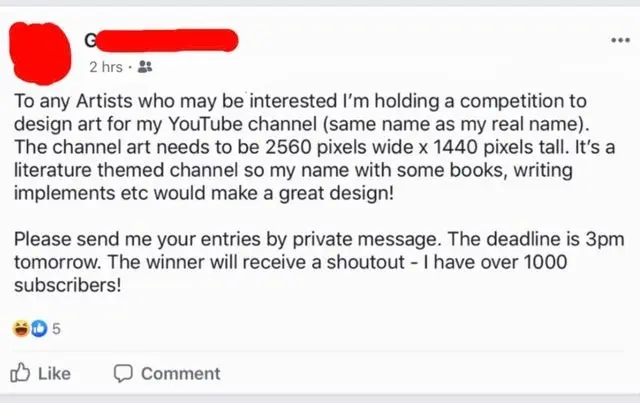 G
2 hrs ·
To any Artists who may be interested I'm holding a competition to
design art for my YouTube channel (same name as my real name).
The channel art needs to be 2560 pixels wide x 1440 pixels tall. It's a
literature themed channel so my name with some books, writing
implements etc would make a great design!
Please send me your entries by private message. The deadline is 3pm
tomorrow. The winner will receive a shoutout - I have over 1000
subscribers!
5
Like Comment